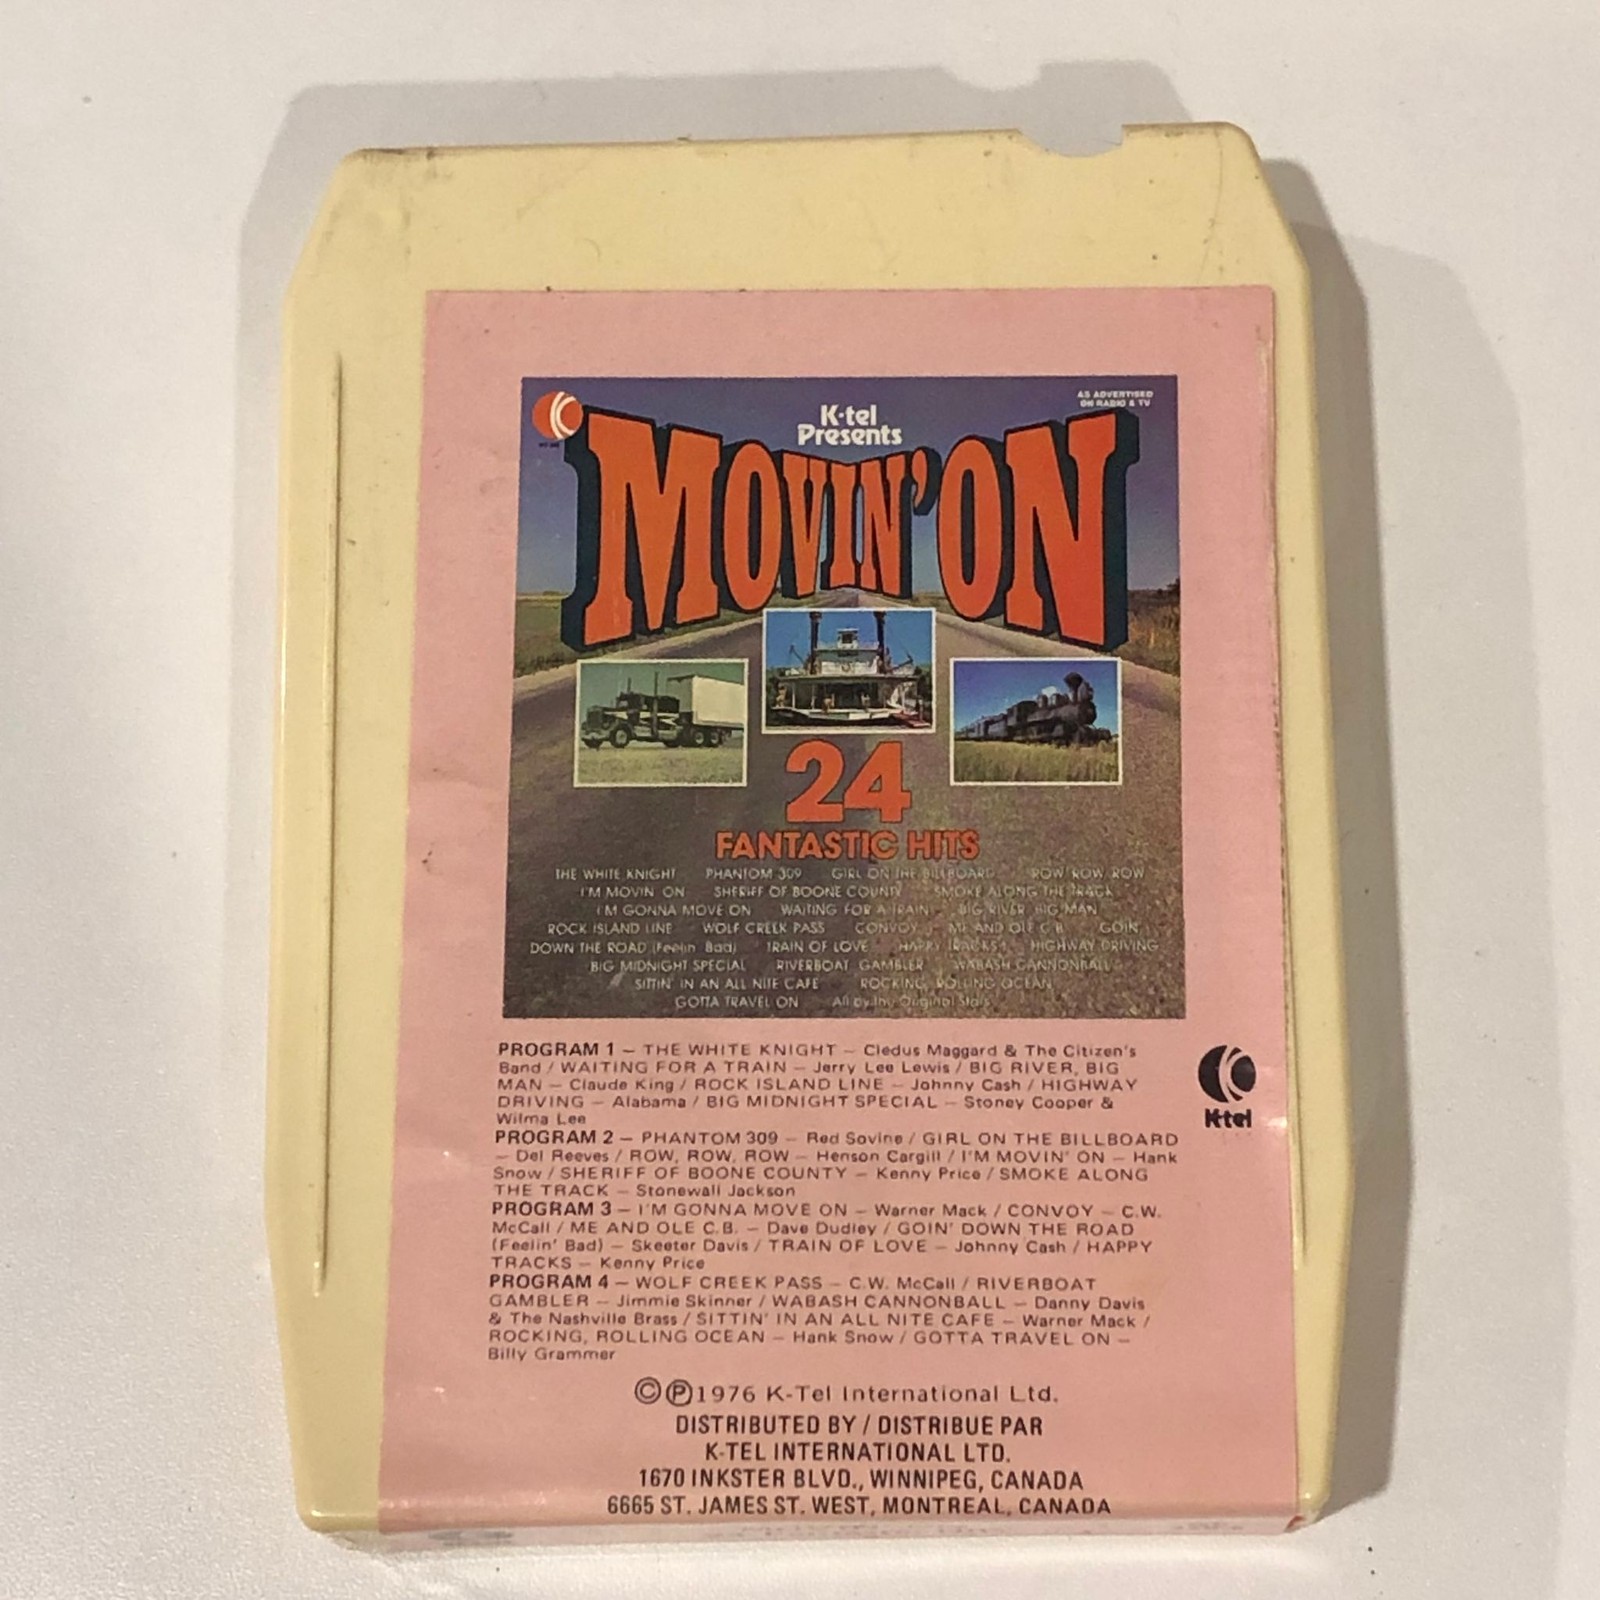 K-tel
Presents
AS ADVERTISED
ON RADIO & TV
MOVIN' ON
24
FANTASTIC HITS
THE WHITE KNIGHT PHANTOM 309 GIRL ON THE BILLBOARD ROW, ROW, ROW
I'M MOVIN' ON SHERIFF OF BOONE COUNTY SMOKE ALONG THE TRACK
I'M GONNA MOVE ON WAITING FOR A TRAIN BIG RIVER, BIG MAN
ROCK ISLAND LINE WOLF CREEK PASS CONVOY ME AND OLE C.B. GOIN'
DOWN THE ROAD (Feelin' Bad) TRAIN OF LOVE HAPPY TRACKS HIGHWAY DRIVING
BIG MIDNIGHT SPECIAL RIVERBOAT GAMBLER WABASH CANNONBALL
SITTIN' IN AN ALL NITE CAFE ROCKING, ROLLING OCEAN
GOTTA TRAVEL ON All by the Original Stars
PROGRAM 1 – THE WHITE KNIGHT – Cledus Maggard & The Citizen's
Band / WAITING FOR A TRAIN – Jerry Lee Lewis / BIG RIVER, BIG
MAN – Claude King / ROCK ISLAND LINE – Johnny Cash / HIGHWAY
DRIVING – Alabama / BIG MIDNIGHT SPECIAL – Stoney Cooper &
Wilma Lee
PROGRAM 2 – PHANTOM 309 – Red Sovine / GIRL ON THE BILLBOARD
– Del Reeves / ROW, ROW, ROW – Henson Cargill / I'M MOVIN' ON – Hank
Snow / SHERIFF OF BOONE COUNTY – Kenny Price / SMOKE ALONG
THE TRACK – Stonewall Jackson
PROGRAM 3 – I'M GONNA MOVE ON – Warner Mack / CONVOY – C.W.
McCall / ME AND OLE C.B. – Dave Dudley / GOIN' DOWN THE ROAD
(Feelin' Bad) – Skeeter Davis / TRAIN OF LOVE – Johnny Cash / HAPPY
TRACKS – Kenny Price
PROGRAM 4 – WOLF CREEK PASS – C.W. McCall / RIVERBOAT
GAMBLER – Jimmie Skinner / WABASH CANNONBALL – Danny Davis
& The Nashville Brass / SITTIN' IN AN ALL NITE CAFE – Warner Mack /
ROCKING, ROLLING OCEAN – Hank Snow / GOTTA TRAVEL ON –
Billy Grammer
K-tel
©℗1976 K-Tel International Ltd.
DISTRIBUTED BY / DISTRIBUE PAR
K-TEL INTERNATIONAL LTD.
1670 INKSTER BLVD., WINNIPEG, CANADA
6665 ST. JAMES ST. WEST, MONTREAL, CANADA